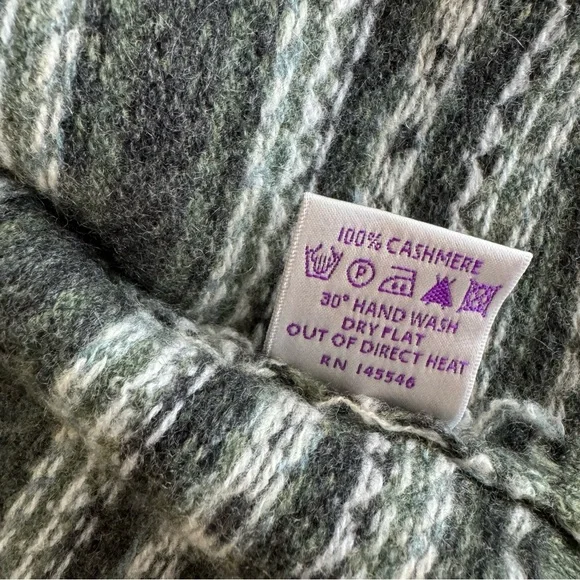 100% CASHMERE
P
30° HAND WASH
DRY FLAT
OUT OF DIRECT HEAT
RN 145546